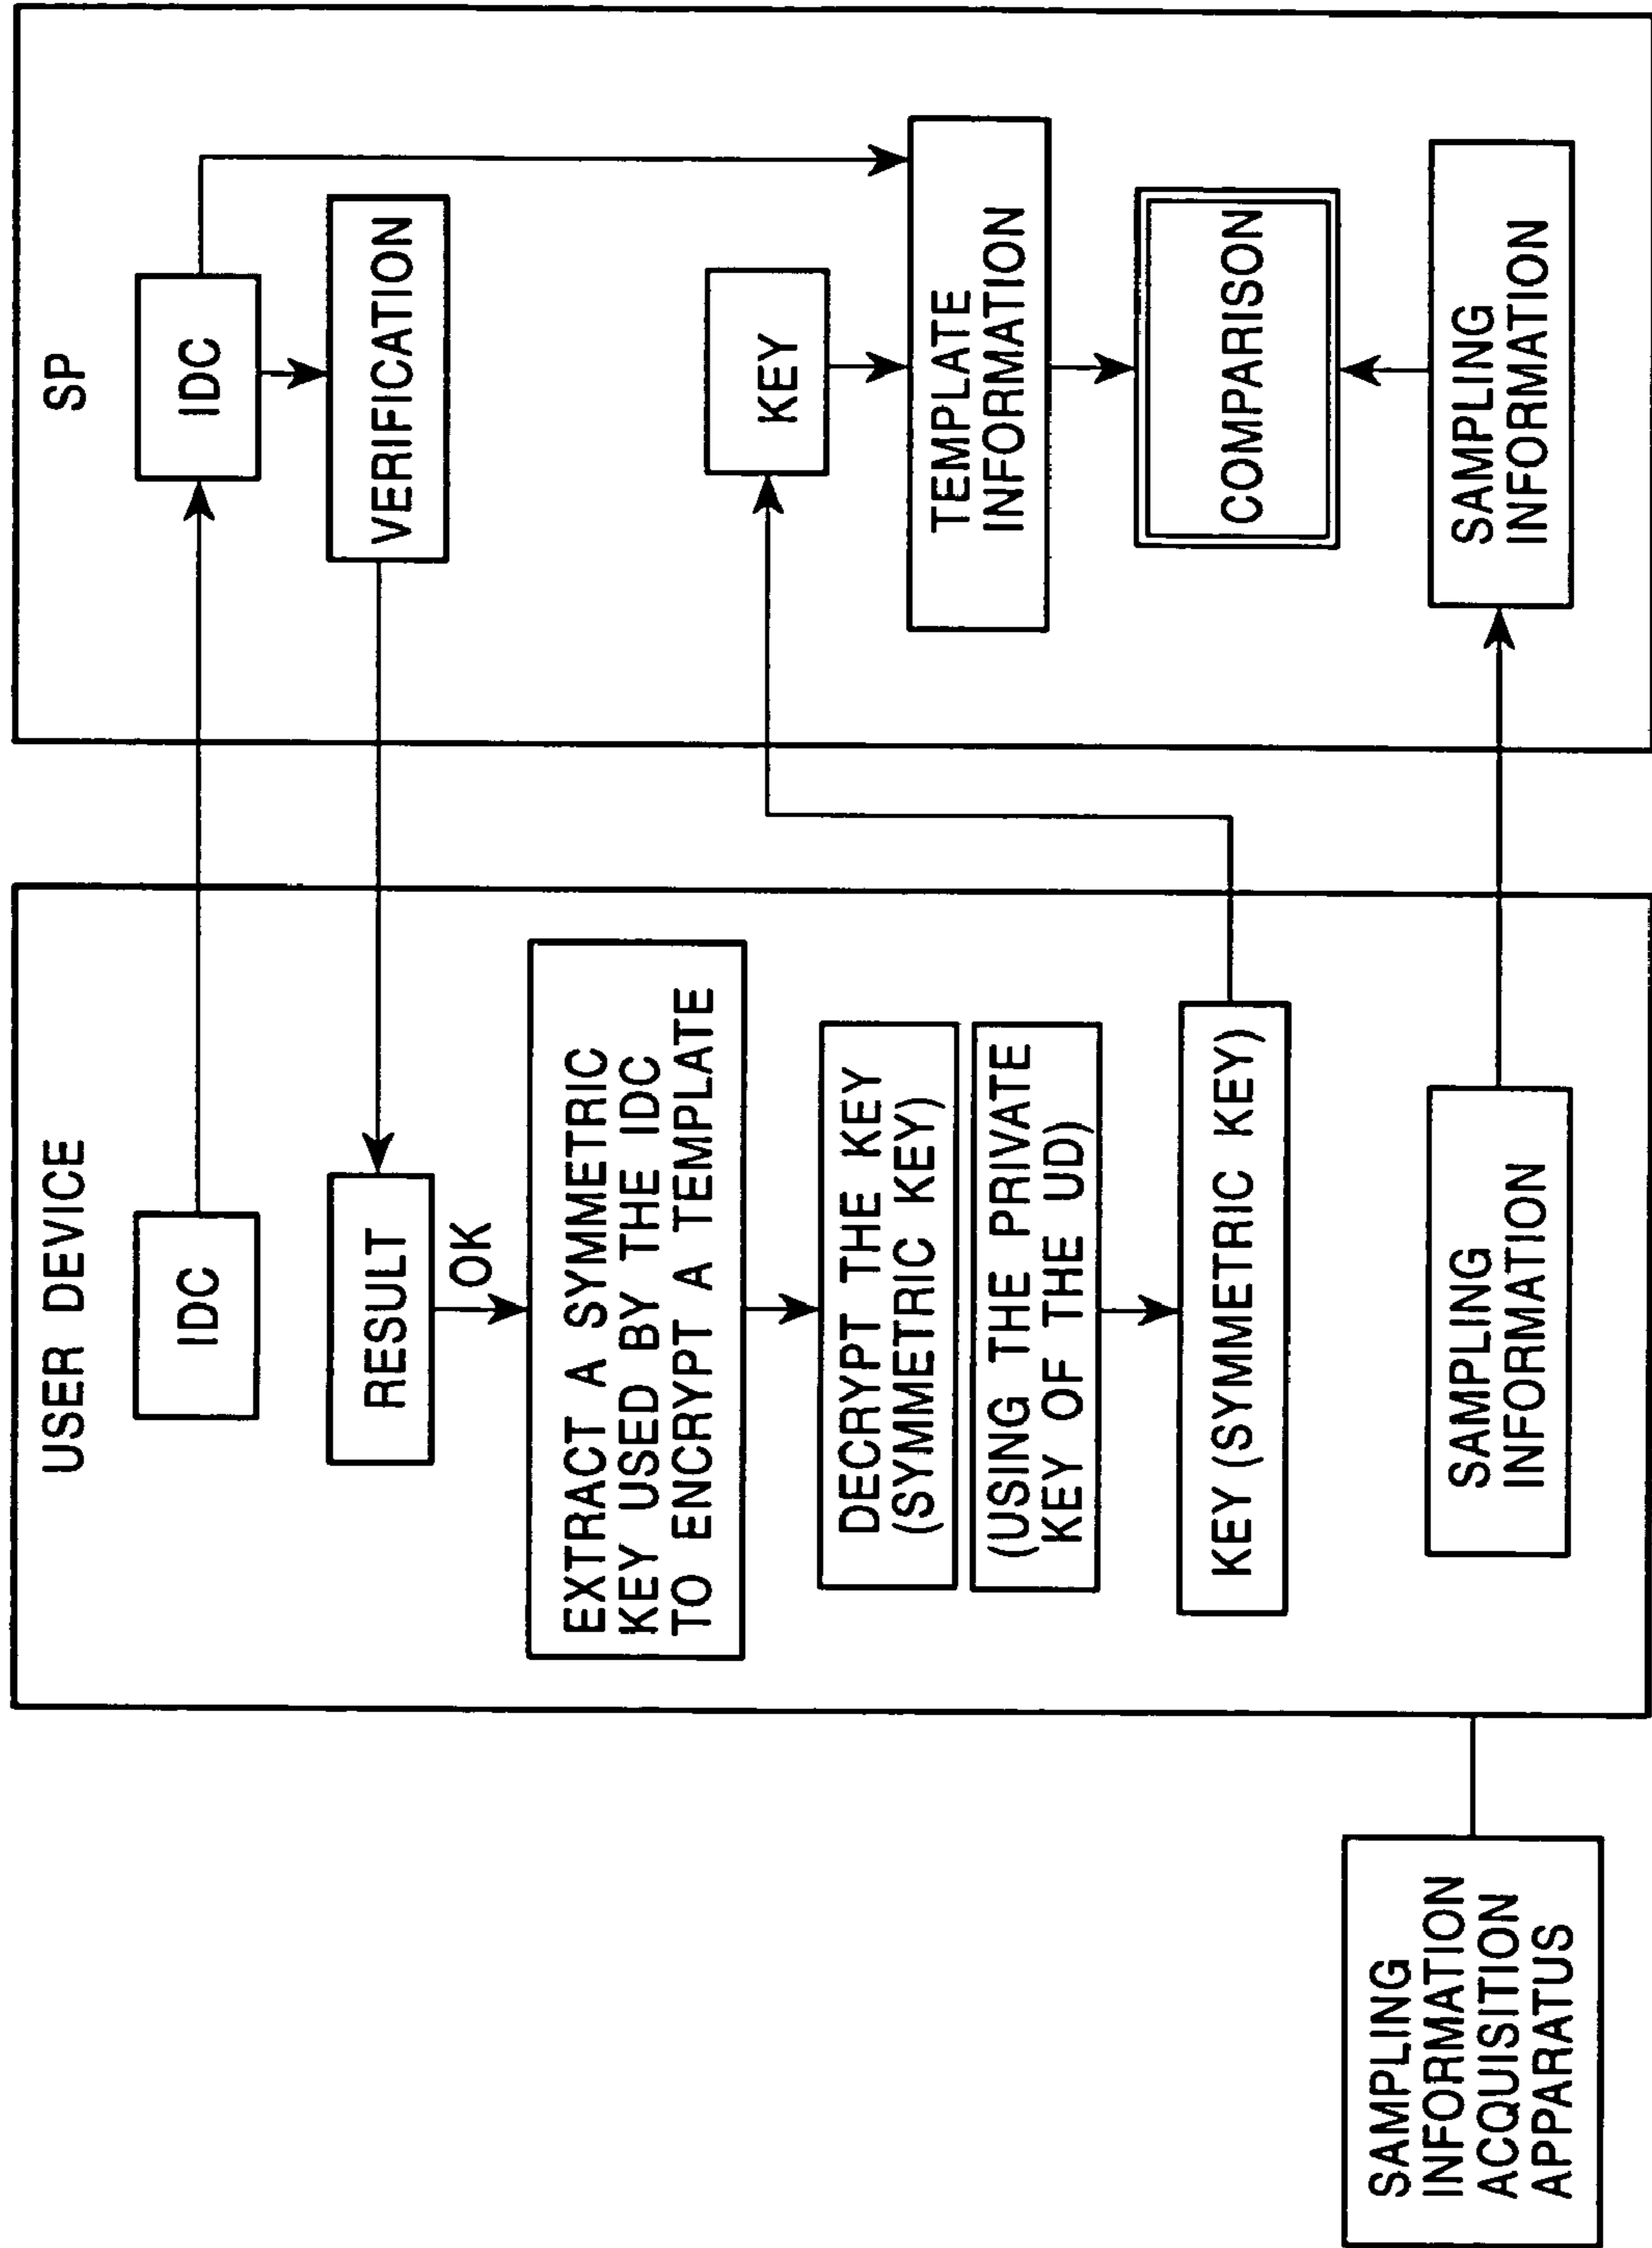 USER DEVICE
IDC
RESULT
OK
EXTRACT A SYMMETRIC
KEY USED BY THE IDC
TO ENCRYPT A TEMPLATE
DECRYPT THE KEY
(SYMMETRIC KEY)
(USING THE PRIVATE
KEY OF THE UD)
KEY (SYMMETRIC KEY)
SAMPLING
INFORMATION
SAMPLING
INFORMATION
ACQUISITION
APPARATUS
SP
IDC
VERIFICATION
KEY
TEMPLATE
INFORMATION
COMPARISON
SAMPLING
INFORMATION